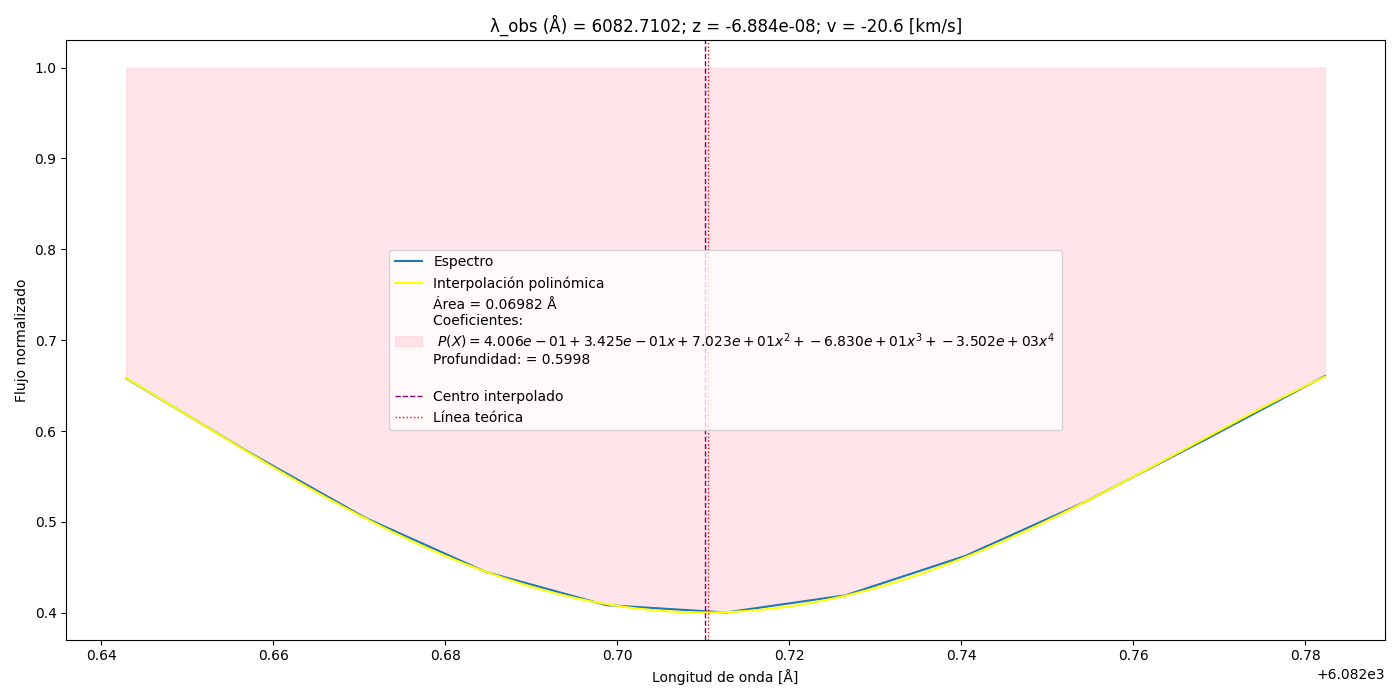 λ_obs (Å) = 6082.7102; z = -6.884e-08; v = -20.6 [km/s]
Flujo normalizado
1.0
0.9
0.8
0.7
0.6
0.5
0.4
Espectro
Interpolación polinómica
Área = 0.06982 Å
Coeficientes:
P(X) = 4.006e − 01 + 3.425e − 01x + 7.023e + 01x² + −6.830e + 01x³ + −3.502e + 03x⁴
Profundidad: = 0.5998
Centro interpolado
Línea teórica
0.64 0.66 0.68 0.70 0.72 0.74 0.76 0.78
+6.082e3
Longitud de onda [Å]